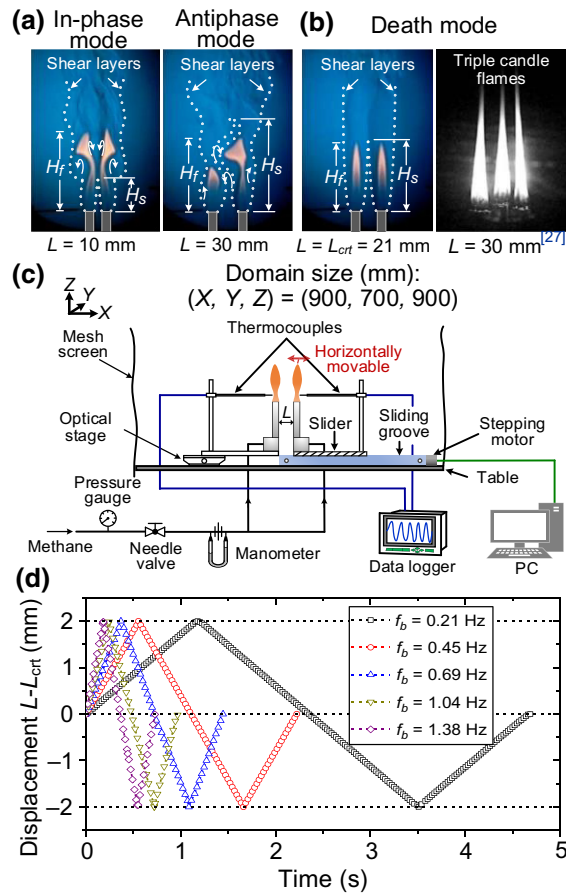 (a) In-phase mode
Antiphase mode
(b) Death mode
Shear layers
Shear layers
Shear layers
Triple candle flames
H_f
H_s
H_f
H_s
H_f
H_s
L = 10 mm
L = 30 mm
L = L_crt = 21 mm
L = 30 mm[27]
(c) Domain size (mm):
(X, Y, Z) = (900, 700, 900)
Z
Y
X
Mesh screen
Thermocouples
Horizontally movable
Optical stage
L
Slider
Sliding groove
Stepping motor
Table
Pressure gauge
Methane
Needle valve
Manometer
Data logger
PC
(d)
Displacement L-L_crt (mm)
2
1
0
−1
−2
f_b = 0.21 Hz
f_b = 0.45 Hz
f_b = 0.69 Hz
f_b = 1.04 Hz
f_b = 1.38 Hz
0 1 2 3 4 5
Time (s)